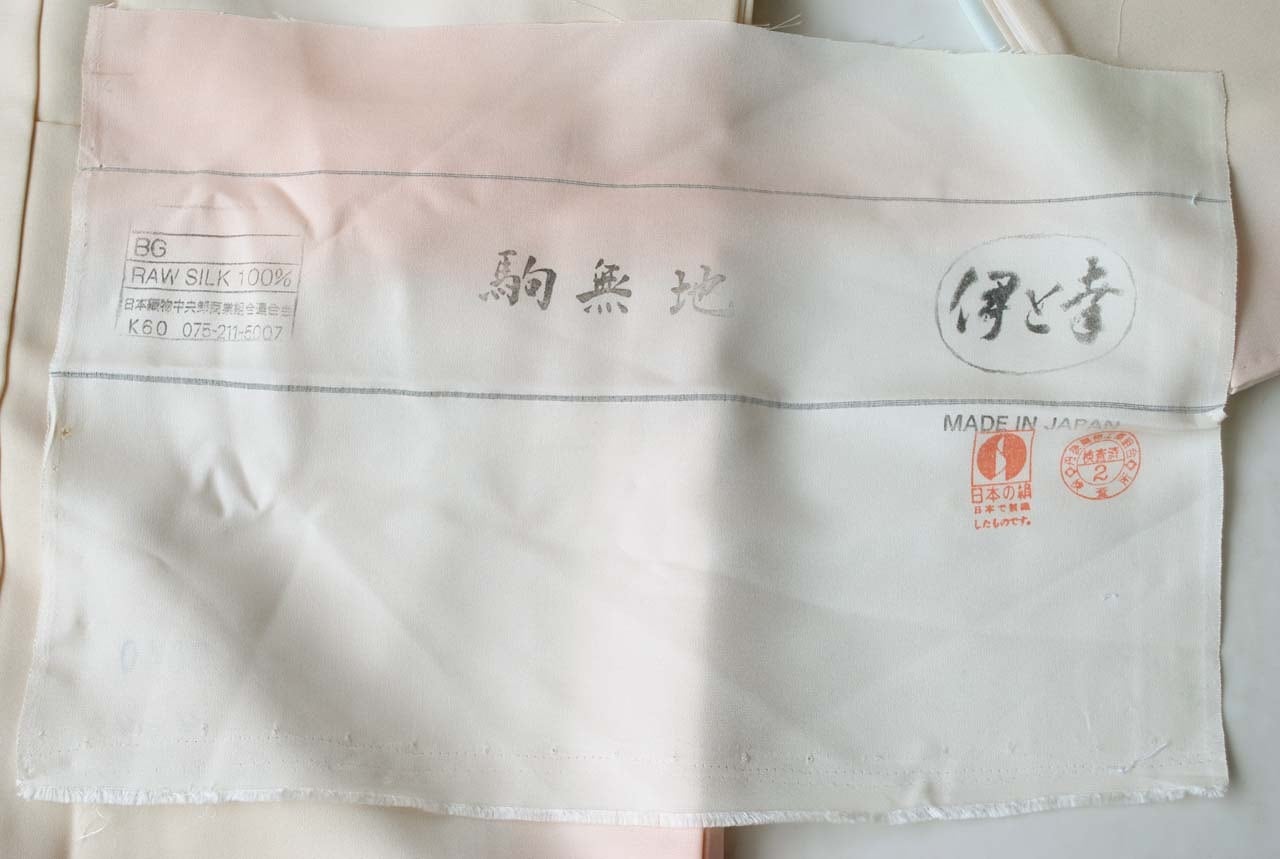 BG
RAW SILK 100%
日本織物中央卸商業組合連合会
K60 075-211-5007
駒無地
伊と幸
MADE IN JAPAN
日本の絹
日本で製織
したものです。
検査済
2